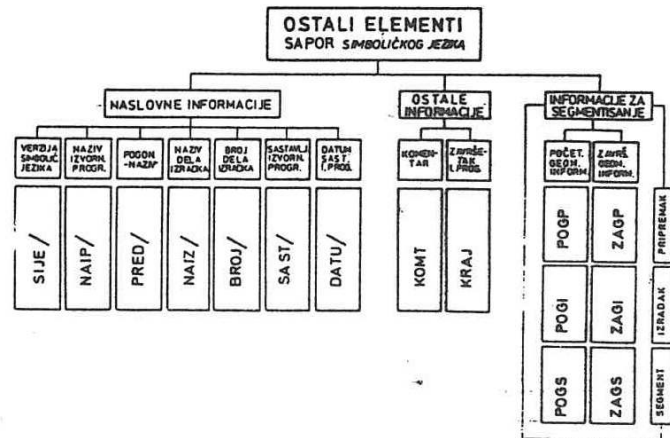 OSTALI ELEMENTI
SAPOR SIMBOLIČKOG JEZIKA
NASLOVNE INFORMACIJE
OSTALE
INFORMACIJE
INFORMACIJE ZA
SEGMENTISANJE
VERZIJA
SIMBOLIČ.
JEZIKA
NAZIV
IZVORN.
PROGR.
POGON
-NAZIV
NAZIV
DELA
IZRATKA
BROJ
DELA
IZRATKA
SASTAVLJ.
IZVORN.
PROGR.
DATUM
SAST.
I. PROG.
KOMEN-
TAR
ZAVRŠE-
TAK
I. PROG.
POČET.
GEOM.
INFORM.
ZAVRŠ.
GEOM.
INFORM.
SIJE/
NAIP/
PRED/
NAIZ/
BROJ/
SAST/
DATU/
KOMT
KRAJ
POGP
ZAGP
PRIPREMAK
POGI
ZAGI
IZRADAK
POGS
ZAGS
SEGMENT